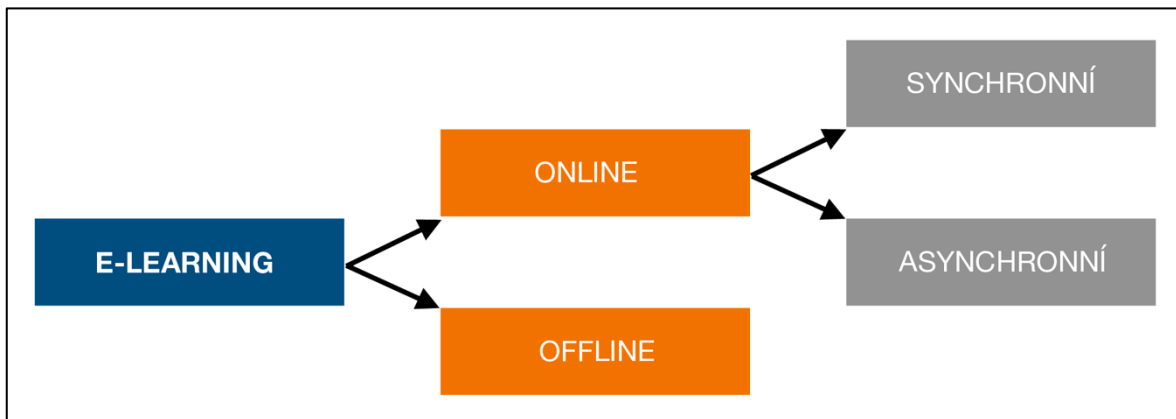 E-LEARNING
ONLINE
OFFLINE
SYNCHRONNÍ
ASYNCHRONNÍ